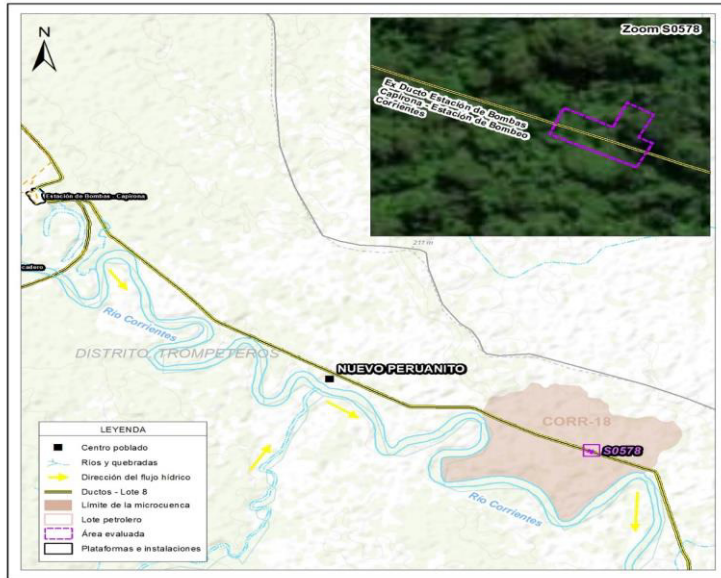 N
Zoom S0578
Ex Ducto Estación de Bombas
Capirona - Estación de Bombeo
Corrientes
Estación de Bombas - Capirona
cadero
217 m
Río Corrientes
DISTRITO TROMPETEROS
NUEVO PERUANITO
CORR-18
S0578
Río Corrientes
LEYENDA
Centro poblado
Ríos y quebradas
Dirección del flujo hídrico
Ductos - Lote 8
Límite de la microcuenca
Lote petrolero
Área evaluada
Plataformas e instalaciones